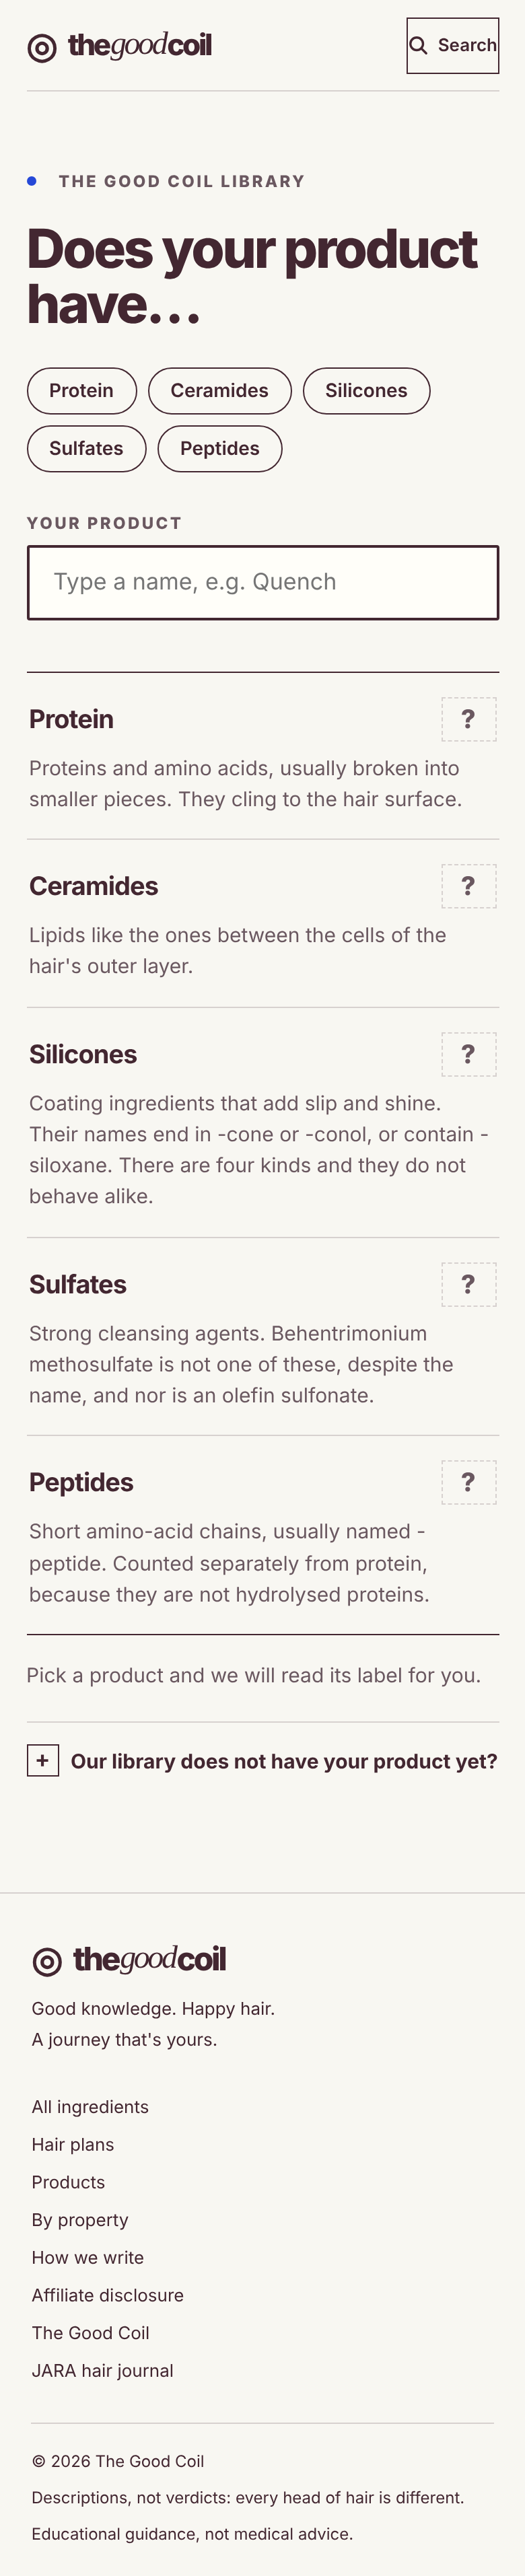 thegoodcoil
Search
THE GOOD COIL LIBRARY
Does your product
have...
Protein
Ceramides
Silicones
Sulfates
Peptides
YOUR PRODUCT
Type a name, e.g. Quench
Protein
?
Proteins and amino acids, usually broken into
smaller pieces. They cling to the hair surface.
Ceramides
?
Lipids like the ones between the cells of the
hair's outer layer.
Silicones
?
Coating ingredients that add slip and shine.
Their names end in -cone or -conol, or contain -
siloxane. There are four kinds and they do not
behave alike.
Sulfates
?
Strong cleansing agents. Behentrimonium
methosulfate is not one of these, despite the
name, and nor is an olefin sulfonate.
Peptides
?
Short amino-acid chains, usually named -
peptide. Counted separately from protein,
because they are not hydrolysed proteins.
Pick a product and we will read its label for you.
+ Our library does not have your product yet?
thegoodcoil
Good knowledge. Happy hair.
A journey that's yours.
All ingredients
Hair plans
Products
By property
How we write
Affiliate disclosure
The Good Coil
JARA hair journal
© 2026 The Good Coil
Descriptions, not verdicts: every head of hair is different.
Educational guidance, not medical advice.